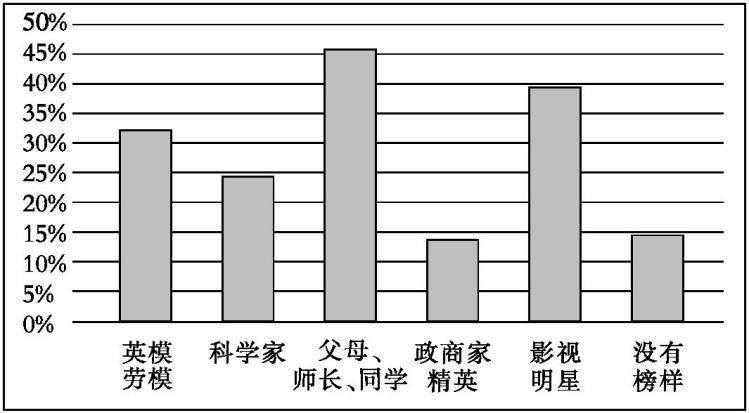 50%
45%
40%
35%
30%
25%
20%
15%
10%
5%
0%
英模
劳模
科学家
父母、
师长、同学
政商家
精英
影视
明星
没有
榜样